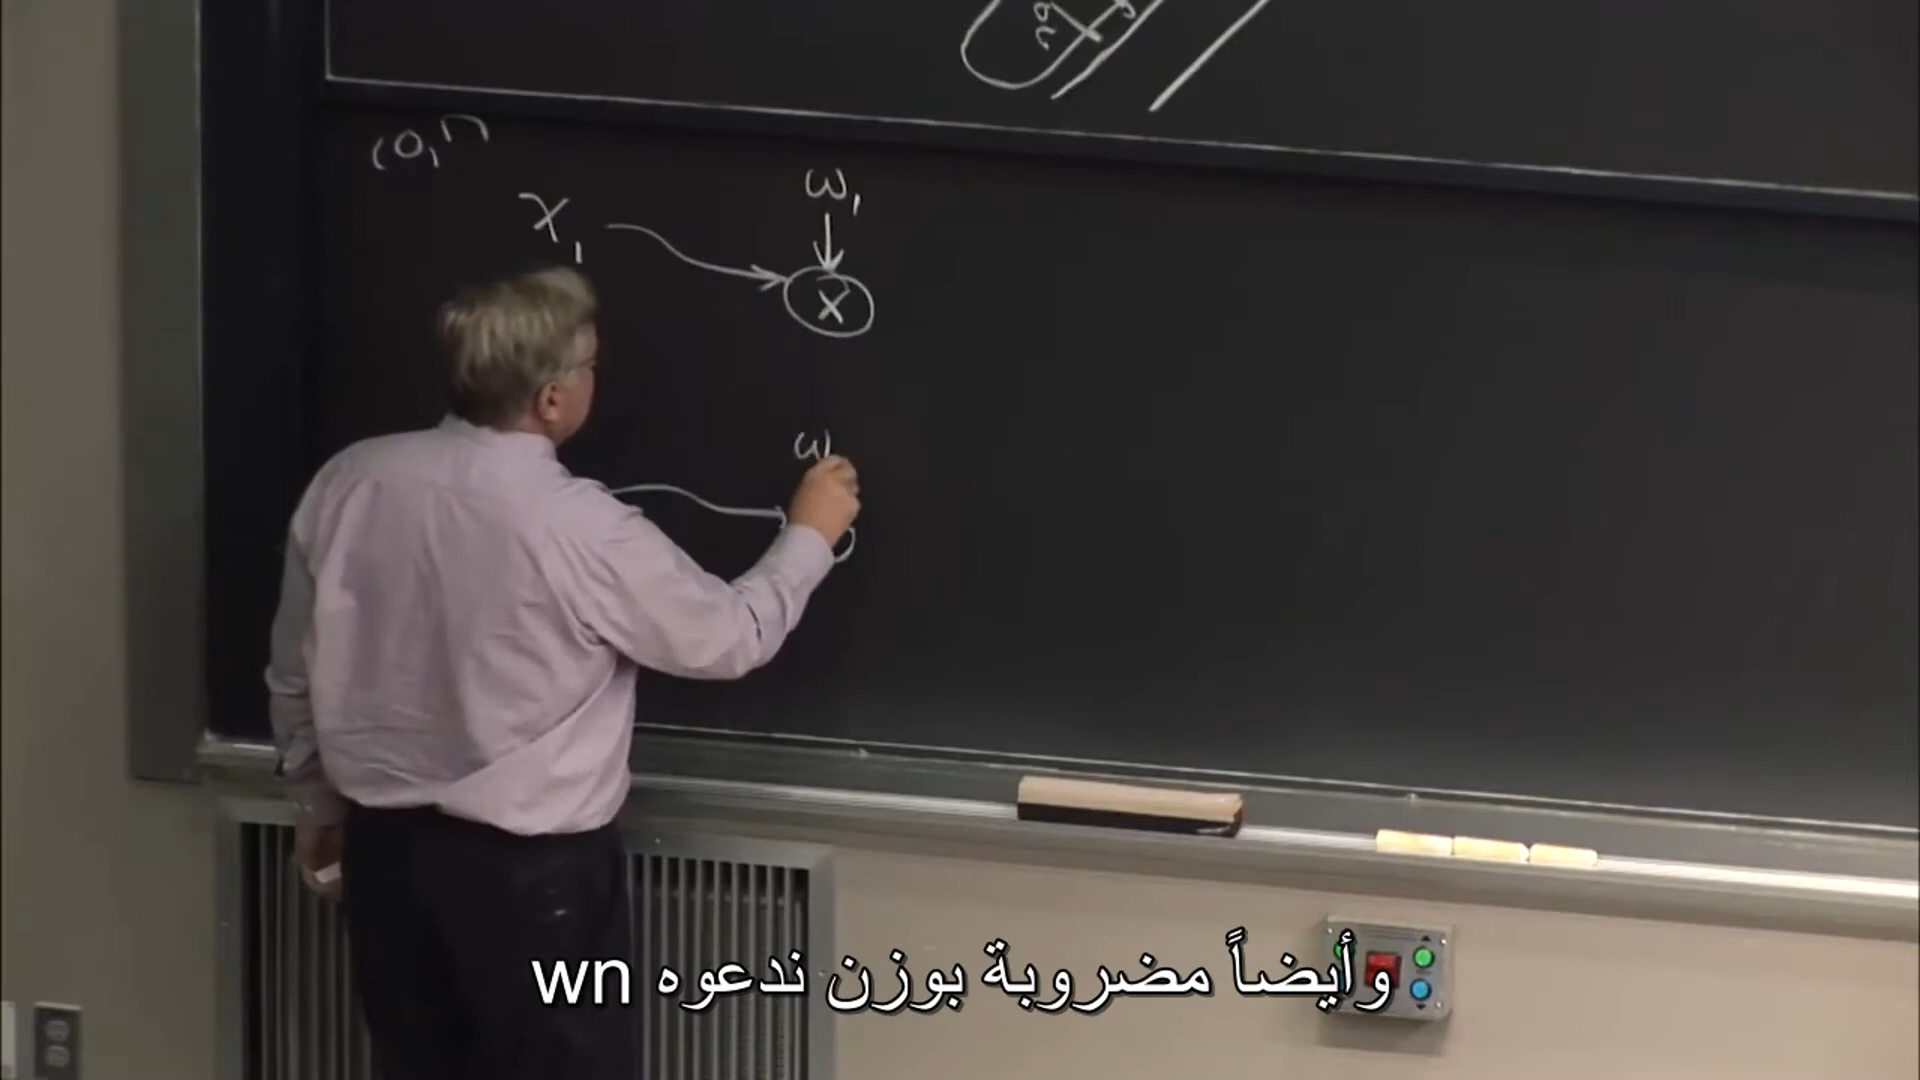 (0,1)
x₁
w₁
x
w
وأيضاً مضروبة بوزن ندعوه wn